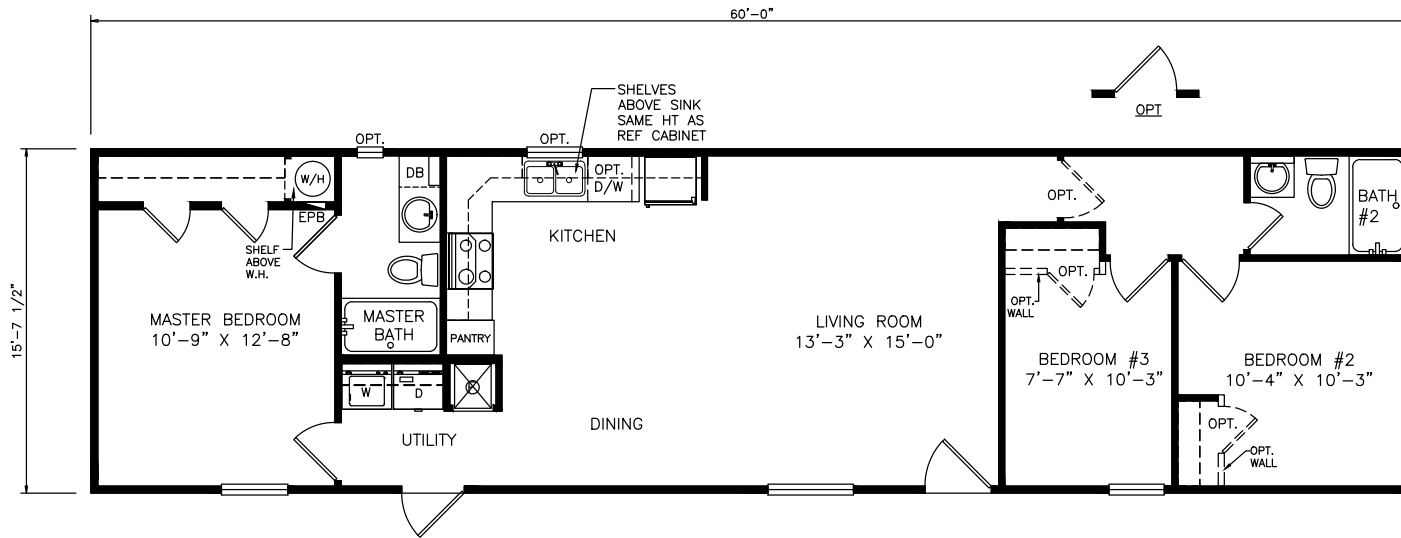 60'-0"
SHELVES
ABOVE SINK
SAME HT AS
REF CABINET
OPT
OPT.
OPT.
15'-7 1/2"
W/H
EPB
SHELF
ABOVE
W.H.
DB
OPT.
D/W
KITCHEN
OPT.
BATH
#2
MASTER BEDROOM
10'-9" X 12'-8"
MASTER
BATH
PANTRY
LIVING ROOM
13'-3" X 15'-0"
OPT.
OPT.
WALL
BEDROOM #3
7'-7" X 10'-3"
BEDROOM #2
10'-4" X 10'-3"
W
D
UTILITY
DINING
OPT.
OPT.
WALL